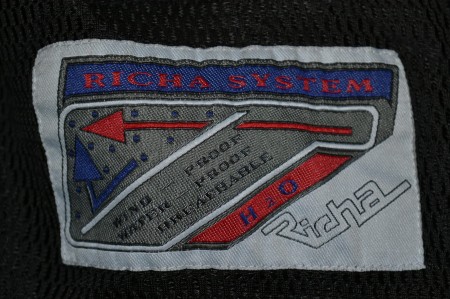 RICHA SYSTEM
WIND PROOF
WATER PROOF
BREATHABLE
H2O
Richa